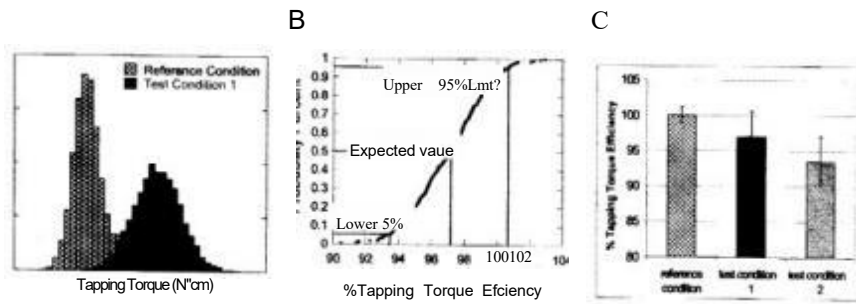 B
C
Reference Condition
Test Condition 1
Tapping Torque (N"cm)
1
0.9
0.8
0.7
0.6
0.5
0.4
0.3
0.2
0.1
0
Upper 95%Lmt?
Expected vaue
Lower 5%
90 92 94 96 98 100102 104
%Tapping Torque Efciency
105
100
95
90
85
80
% Tapping Torque Efficiency
reference condition
test condition 1
test condition 2